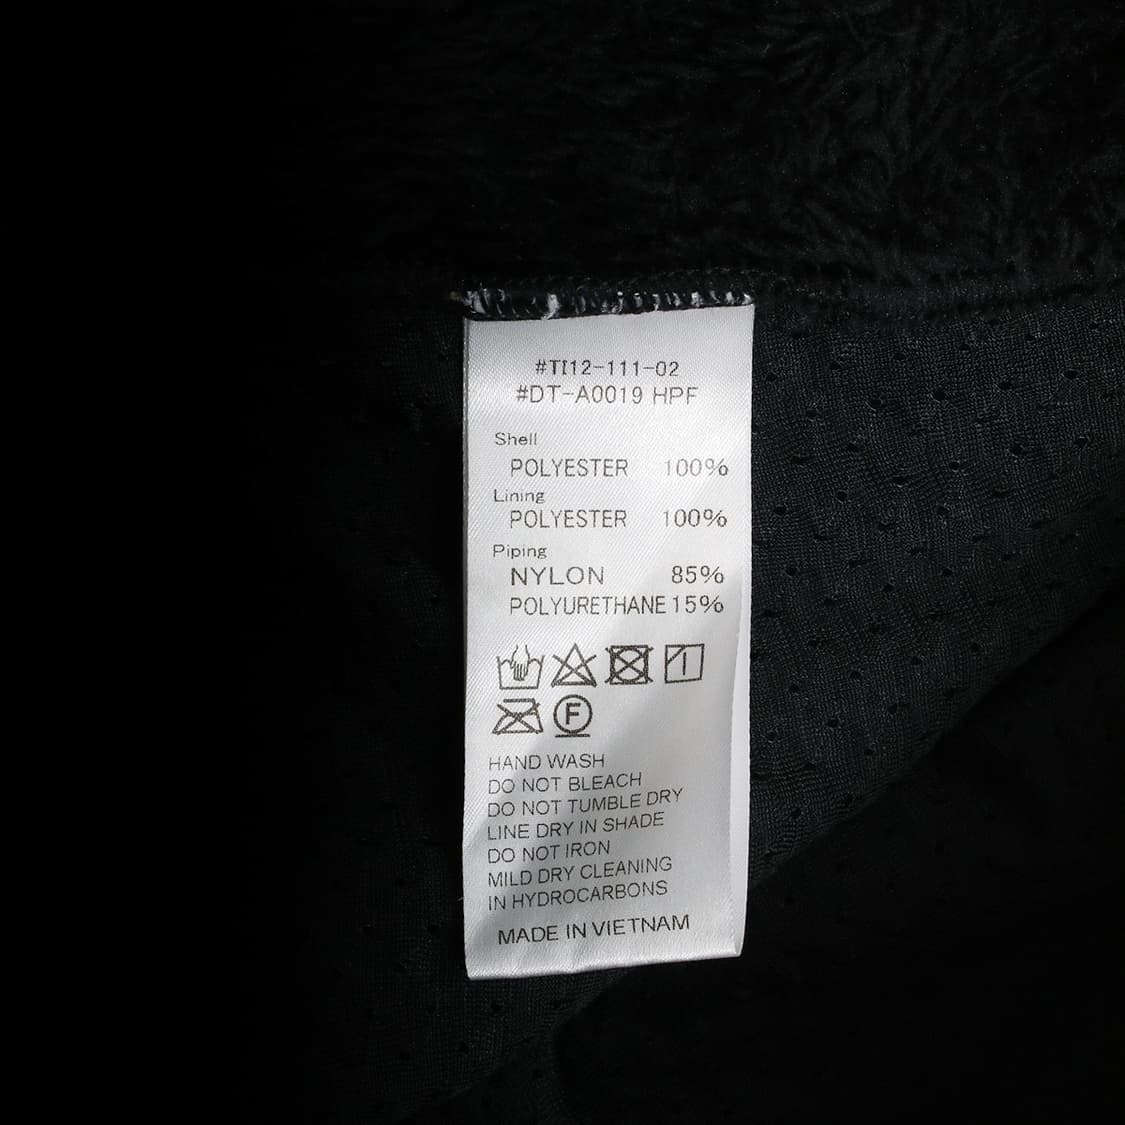 #TI12-111-02
#DT-A0019 HPF
Shell
POLYESTER 100%
Lining
POLYESTER 100%
Piping
NYLON 85%
POLYURETHANE 15%
F
HAND WASH
DO NOT BLEACH
DO NOT TUMBLE DRY
LINE DRY IN SHADE
DO NOT IRON
MILD DRY CLEANING
IN HYDROCARBONS
MADE IN VIETNAM